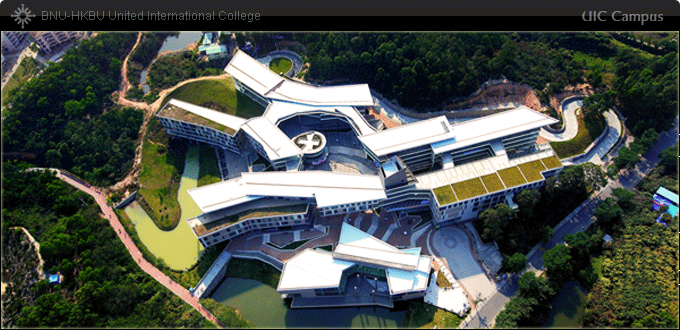 BNU-HKBU United International College
UIC Campus